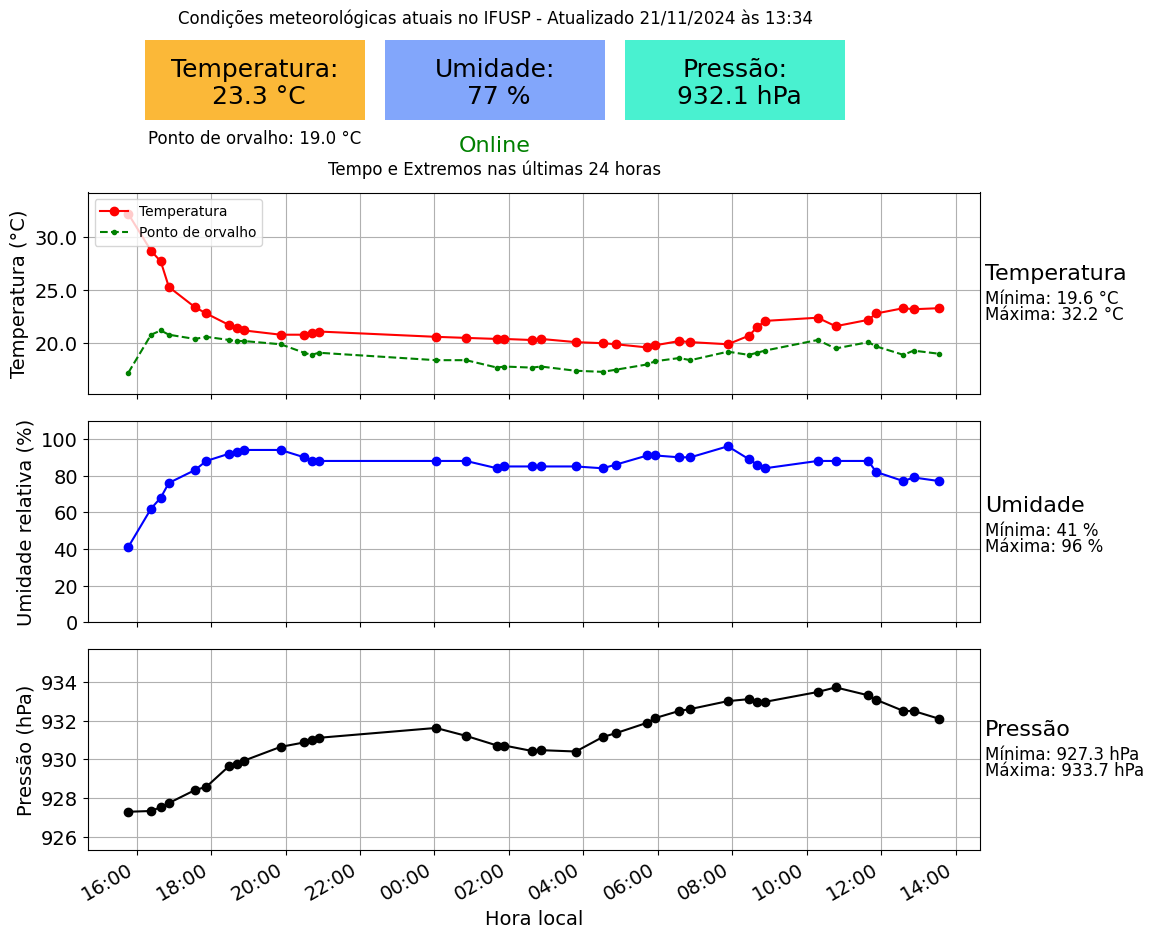 Condições meteorológicas atuais no IFUSP - Atualizado 21/11/2024 às 13:34
Temperatura:
23.3 °C
Umidade:
77 %
Pressão:
932.1 hPa
Ponto de orvalho: 19.0 °C
Online
Tempo e Extremos nas últimas 24 horas
Temperatura (°C)
30.0
25.0
20.0
Temperatura
Ponto de orvalho
Temperatura
Mínima: 19.6 °C
Máxima: 32.2 °C
Umidade relativa (%)
100
80
60
40
20
0
Umidade
Mínima: 41 %
Máxima: 96 %
Pressão (hPa)
934
932
930
928
926
Pressão
Mínima: 927.3 hPa
Máxima: 933.7 hPa
16:00
18:00
20:00
22:00
00:00
02:00
04:00
06:00
08:00
10:00
12:00
14:00
Hora local